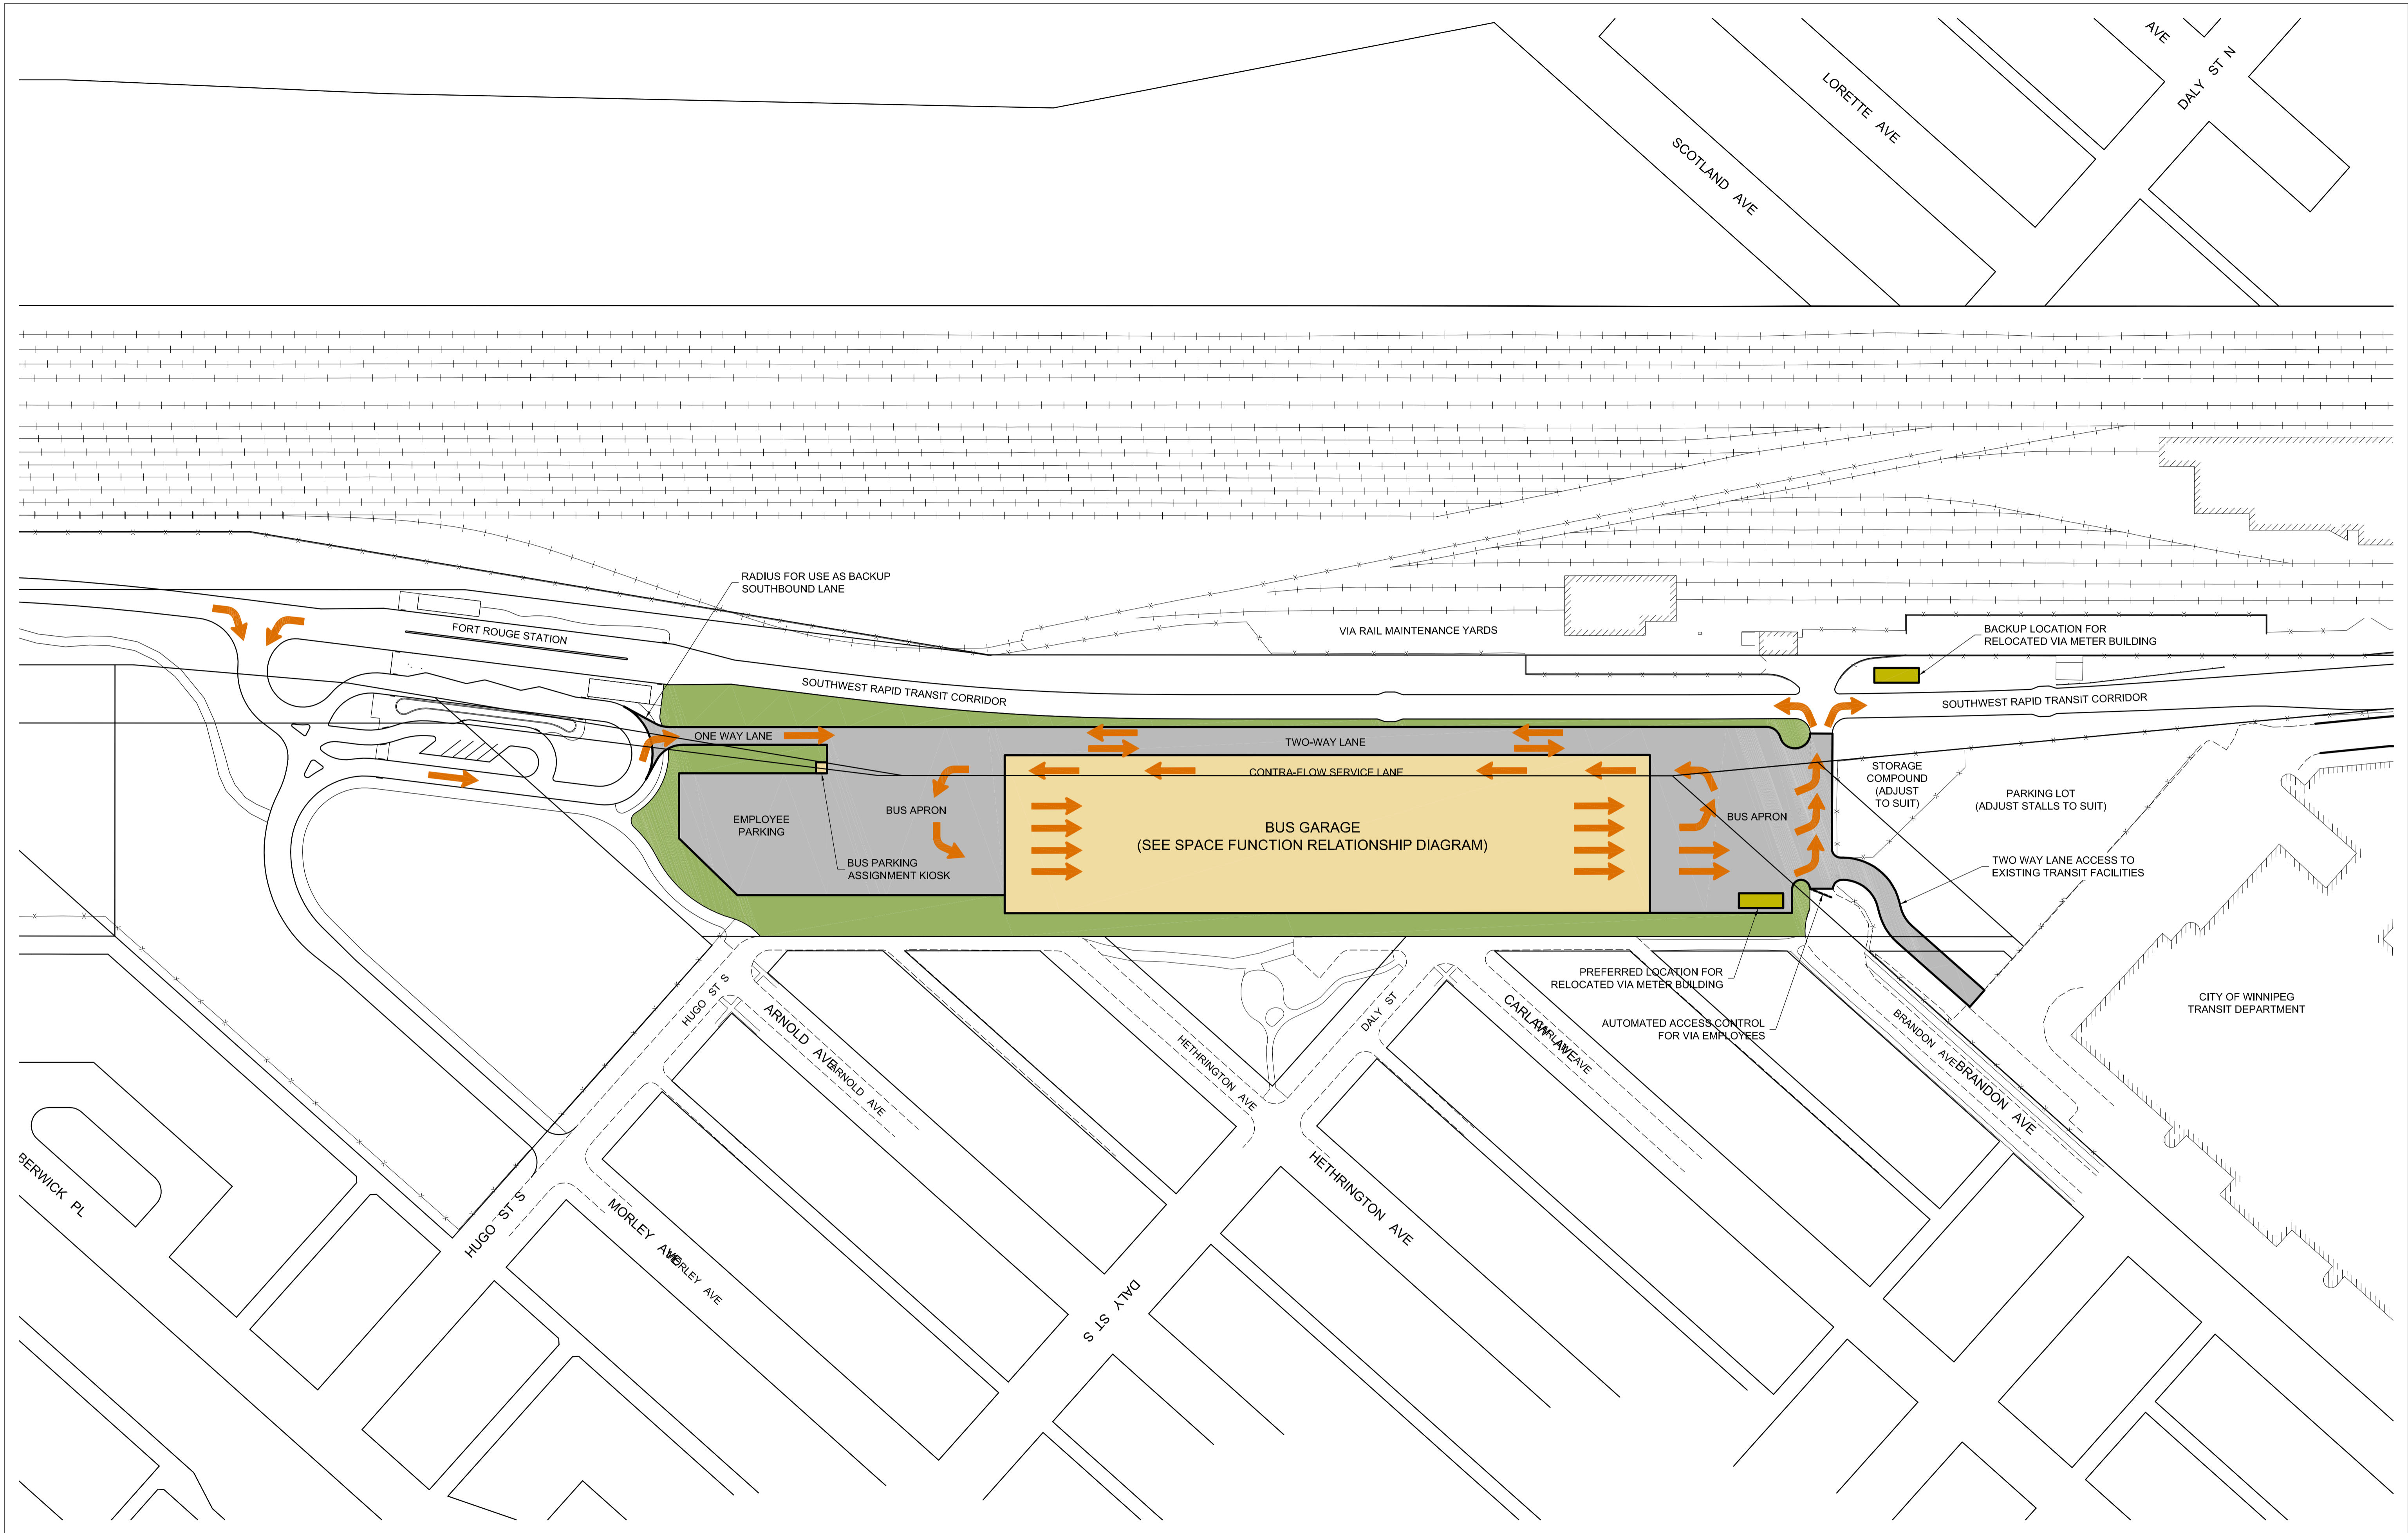 AVE
DALY ST N
LORETTE AVE
SCOTLAND AVE
RADIUS FOR USE AS BACKUP
SOUTHBOUND LANE
FORT ROUGE STATION
VIA RAIL MAINTENANCE YARDS
BACKUP LOCATION FOR
RELOCATED VIA METER BUILDING
SOUTHWEST RAPID TRANSIT CORRIDOR
SOUTHWEST RAPID TRANSIT CORRIDOR
ONE WAY LANE
TWO-WAY LANE
CONTRA-FLOW SERVICE LANE
STORAGE
COMPOUND
(ADJUST
TO SUIT)
PARKING LOT
(ADJUST STALLS TO SUIT)
EMPLOYEE
PARKING
BUS APRON
BUS GARAGE
(SEE SPACE FUNCTION RELATIONSHIP DIAGRAM)
BUS APRON
BUS PARKING
ASSIGNMENT KIOSK
TWO WAY LANE ACCESS TO
EXISTING TRANSIT FACILITIES
PREFERRED LOCATION FOR
RELOCATED VIA METER BUILDING
AUTOMATED ACCESS CONTROL
FOR VIA EMPLOYEES
CITY OF WINNIPEG
TRANSIT DEPARTMENT
HUGO ST S
ARNOLD AVE
ARNOLD AVE
HETHRINGTON AVE
DALY ST
CARLAW AVE
CARLAW AVE
BRANDON AVE
BRANDON AVE
BERWICK PL
HUGO ST S
MORLEY AVE
MORLEY AVE
HETHRINGTON AVE
DALY ST S